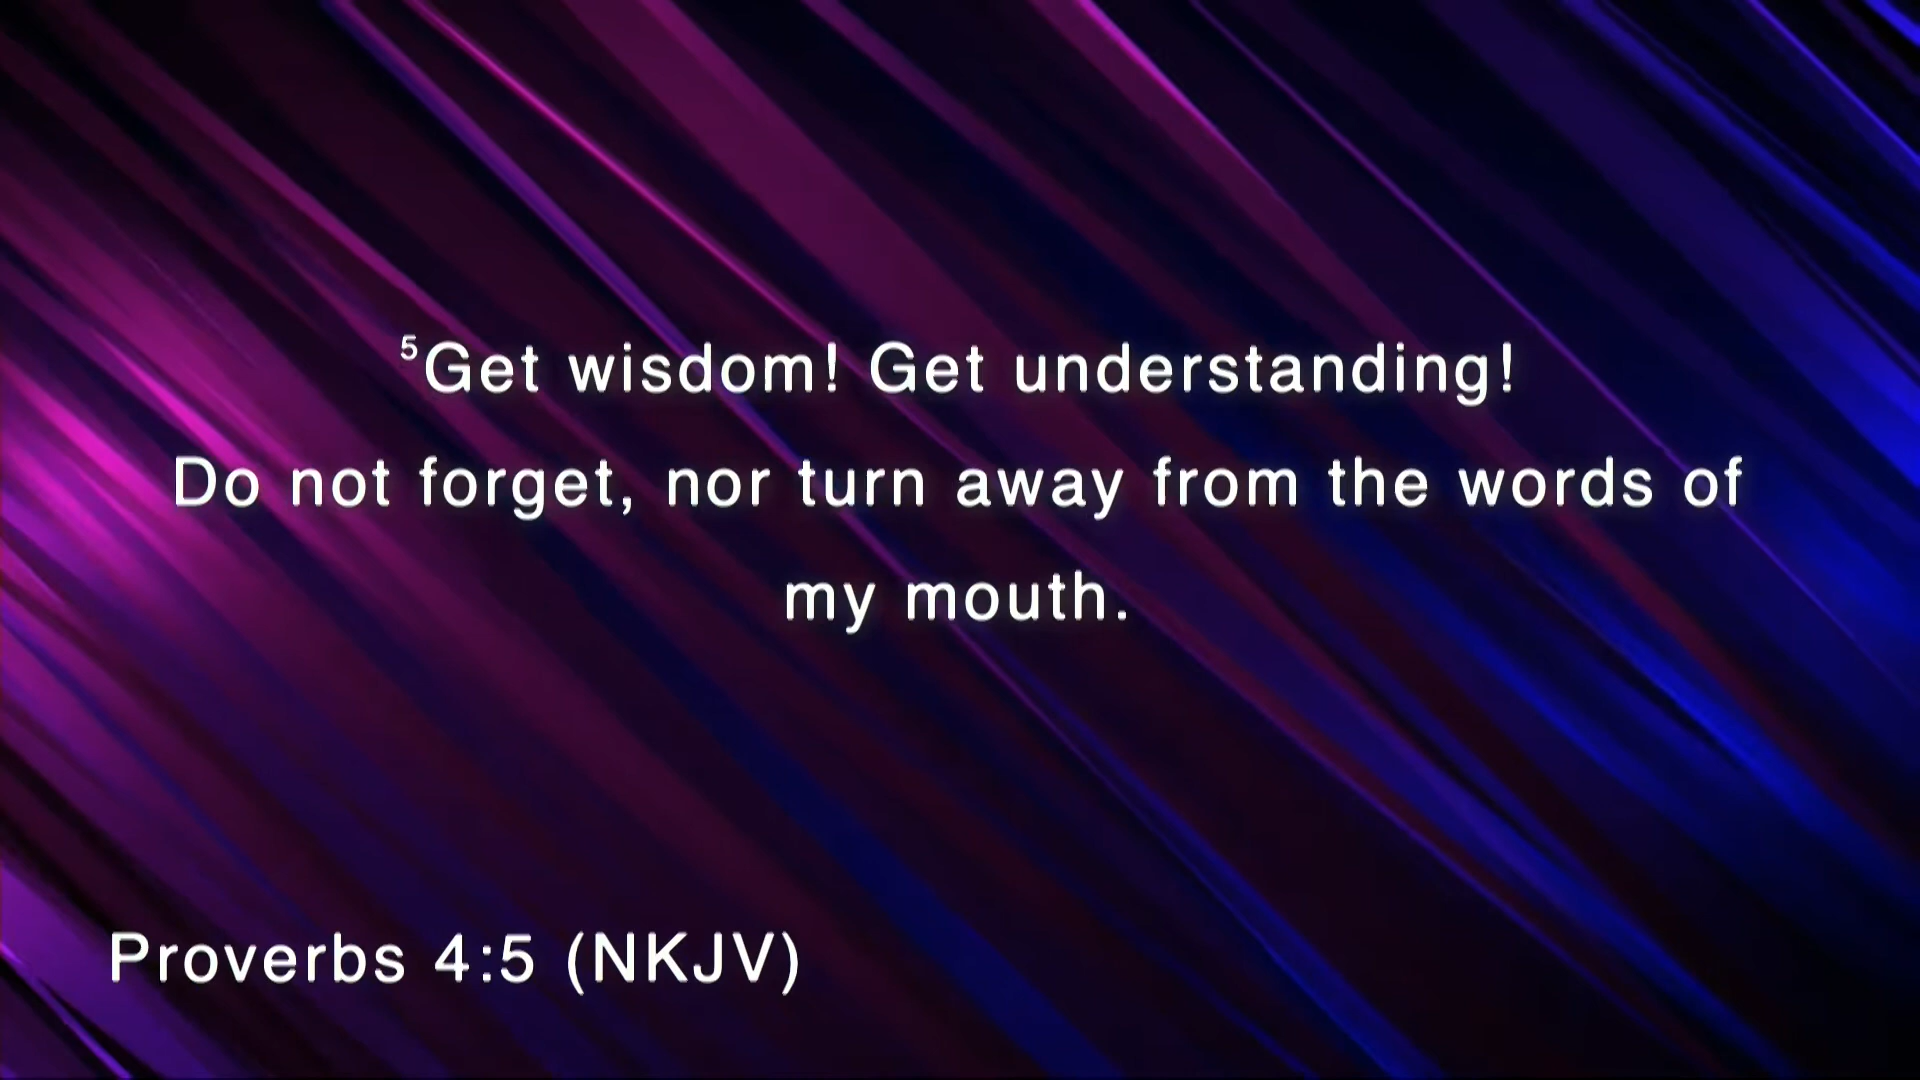 ⁵Get wisdom! Get understanding!
Do not forget, nor turn away from the words of
my mouth.
Proverbs 4:5 (NKJV)